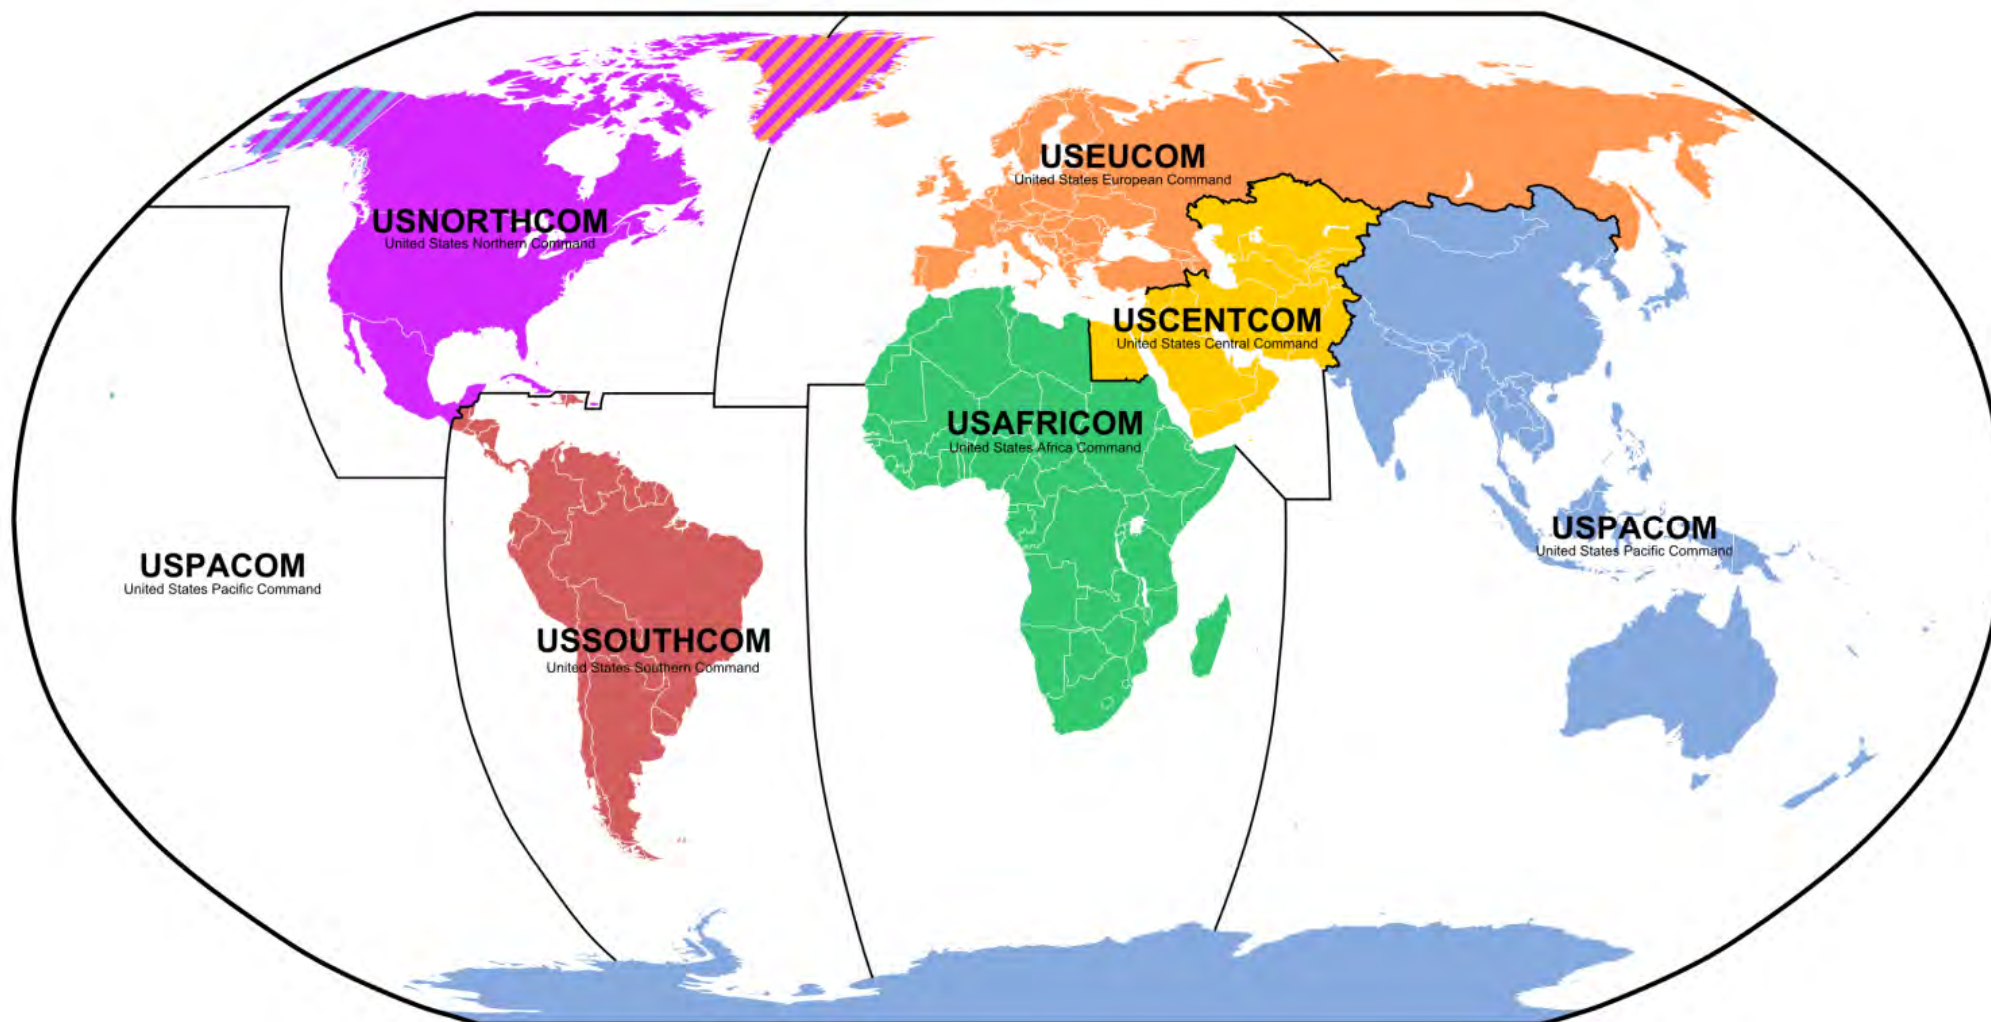 USEUCOM
United States European Command
USNORTHCOM
United States Northern Command
USCENTCOM
United States Central Command
USAFRICOM
United States Africa Command
USPACOM
United States Pacific Command
USPACOM
United States Pacific Command
USSOUTHCOM
United States Southern Command